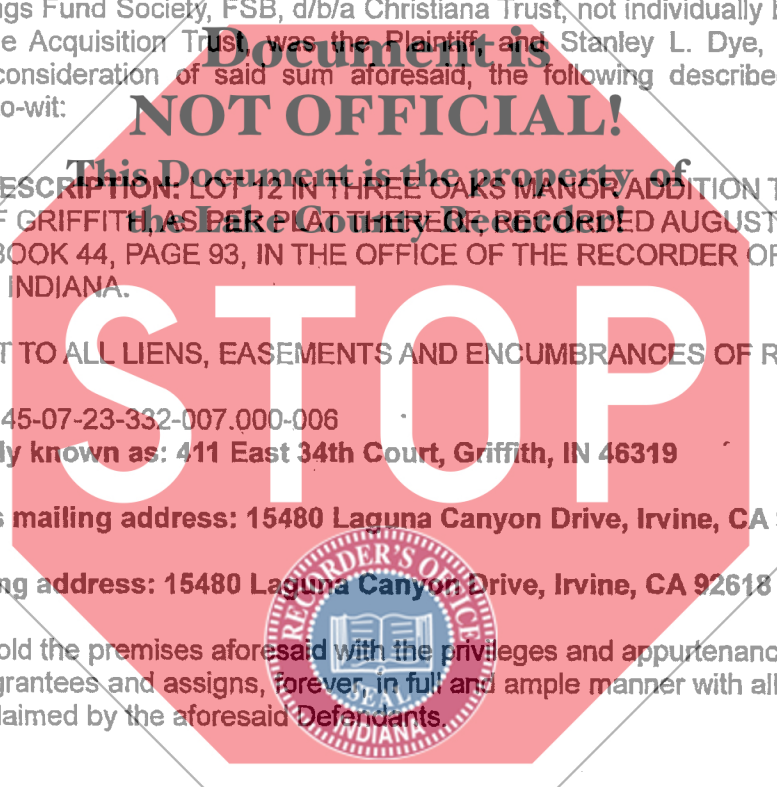 ngs Fund Society, FSB, d/b/a Christiana Trust, not individually b
e Acquisition Trust, was the Plaintiff, and Stanley L. Dye,
consideration of said sum aforesaid, the following describe
o-wit:
Document is
NOT OFFICIAL!
This Document is the property of
the Lake County Recorder!
ESCRIPTION: LOT 12 IN THREE OAKS MANOR ADDITION T
F GRIFFITH, AS PER PLAT THEREOF, RECORDED AUGUST
BOOK 44, PAGE 93, IN THE OFFICE OF THE RECORDER OF
INDIANA.
T TO ALL LIENS, EASEMENTS AND ENCUMBRANCES OF R
45-07-23-332-007.000-006
ly known as: 411 East 34th Court, Griffith, IN 46319
STOP
s mailing address: 15480 Laguna Canyon Drive, Irvine, CA
ng address: 15480 Laguna Canyon Drive, Irvine, CA 92618
RECORDER'S OFFICE
SEAL
INDIANA
old the premises aforesaid with the privileges and appurtenanc
grantees and assigns, forever, in full and ample manner with all
laimed by the aforesaid Defendants.